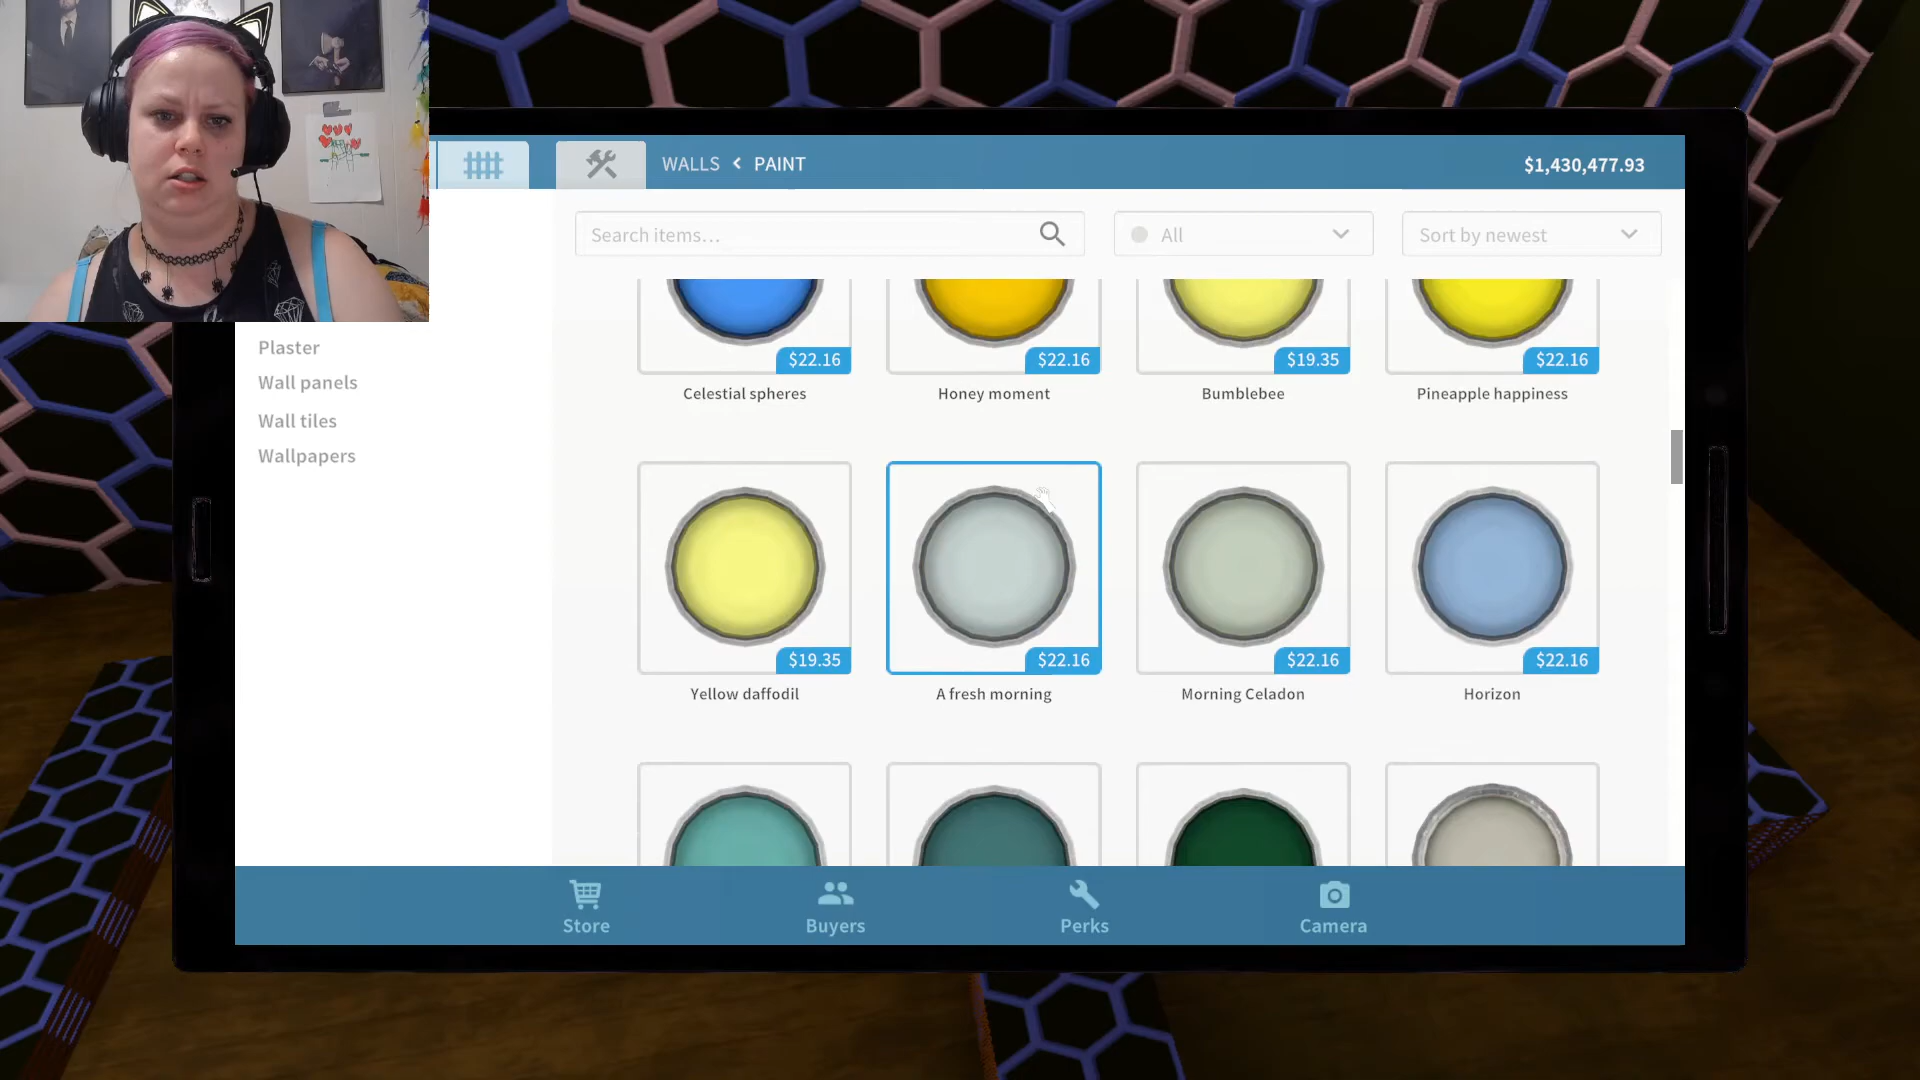 WALLS < PAINT
$1,430,477.93
Search items...
All
Sort by newest
Plaster
Wall panels
Wall tiles
Wallpapers
$22.16
$22.16
$19.35
$22.16
Celestial spheres
Honey moment
Bumblebee
Pineapple happiness
$19.35
$22.16
$22.16
$22.16
Yellow daffodil
A fresh morning
Morning Celadon
Horizon
Store
Buyers
Perks
Camera